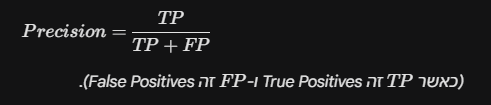 Precision = TP / (TP + FP)
(כאשר TP זה True Positives ו-FP זה False Positives).